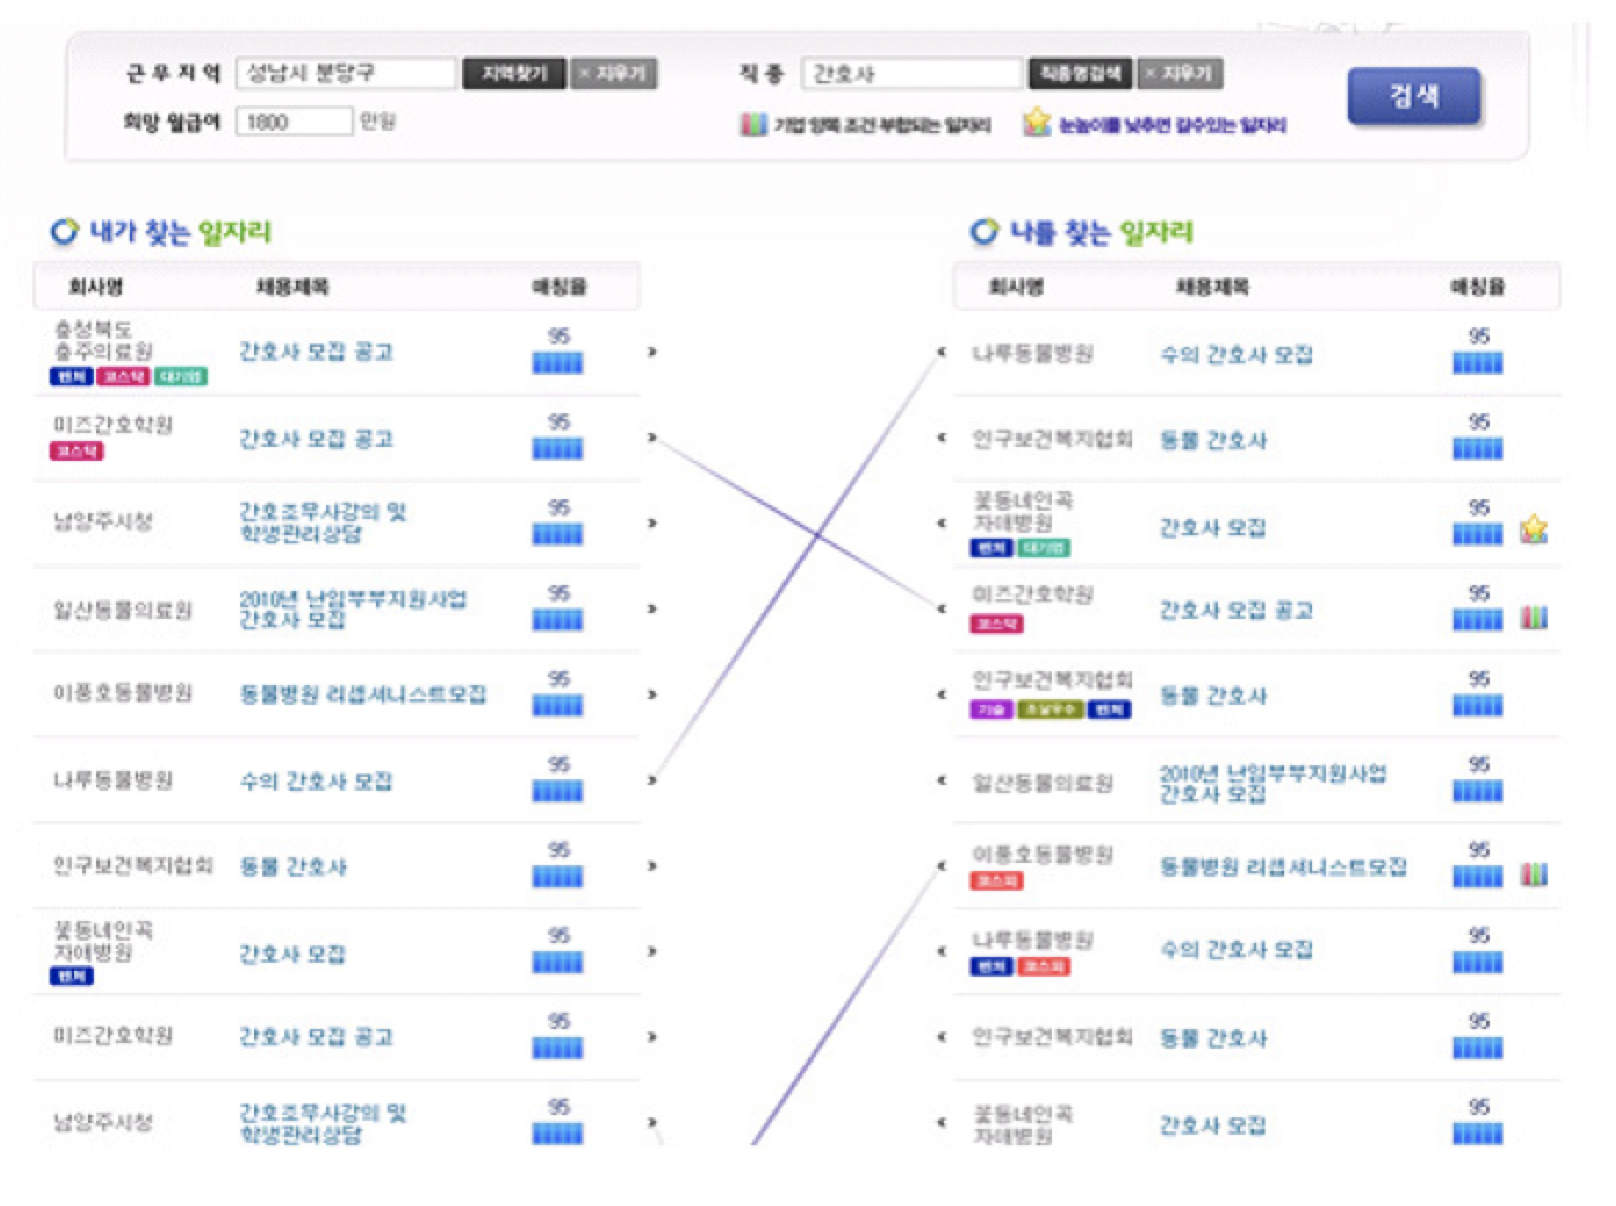 근무지역 성남시 분당구 지역찾기 × 지우기 직종 간호사 직종명검색 × 지우기 검색
희망 월급여 1800 만원 기업 양쪽 조건 부합되는 일자리 눈높이를 낮추면 갈수있는 일자리
내가 찾는 일자리
회사명 채용제목 매칭율
충청북도
충주의료원 간호사 모집 공고 95
벤처 코스닥 대기업
미즈간호학원 간호사 모집 공고 95
코스닥
남양주시청 간호조무사강의 및 95
학생관리상담
일산동물의료원 2010년 난임부부지원사업 95
간호사 모집
이풍호동물병원 동물병원 리셉셔니스트모집 95
나루동물병원 수의 간호사 모집 95
인구보건복지협회 동물 간호사 95
꽃동네인곡
자애병원 간호사 모집 95
벤처
미즈간호학원 간호사 모집 공고 95
남양주시청 간호조무사강의 및 95
학생관리상담
나를 찾는 일자리
회사명 채용제목 매칭율
나루동물병원 수의 간호사 모집 95
인구보건복지협회 동물 간호사 95
꽃동네인곡
자애병원 간호사 모집 95
벤처 대기업
미즈간호학원 간호사 모집 공고 95
코스닥
인구보건복지협회 동물 간호사 95
기술 벤처
일산동물의료원 2010년 난임부부지원사업 95
간호사 모집
이풍호동물병원 동물병원 리셉셔니스트모집 95
코스피
나루동물병원 수의 간호사 모집 95
벤처 코스피
인구보건복지협회 동물 간호사 95
꽃동네인곡
자애병원 간호사 모집 95